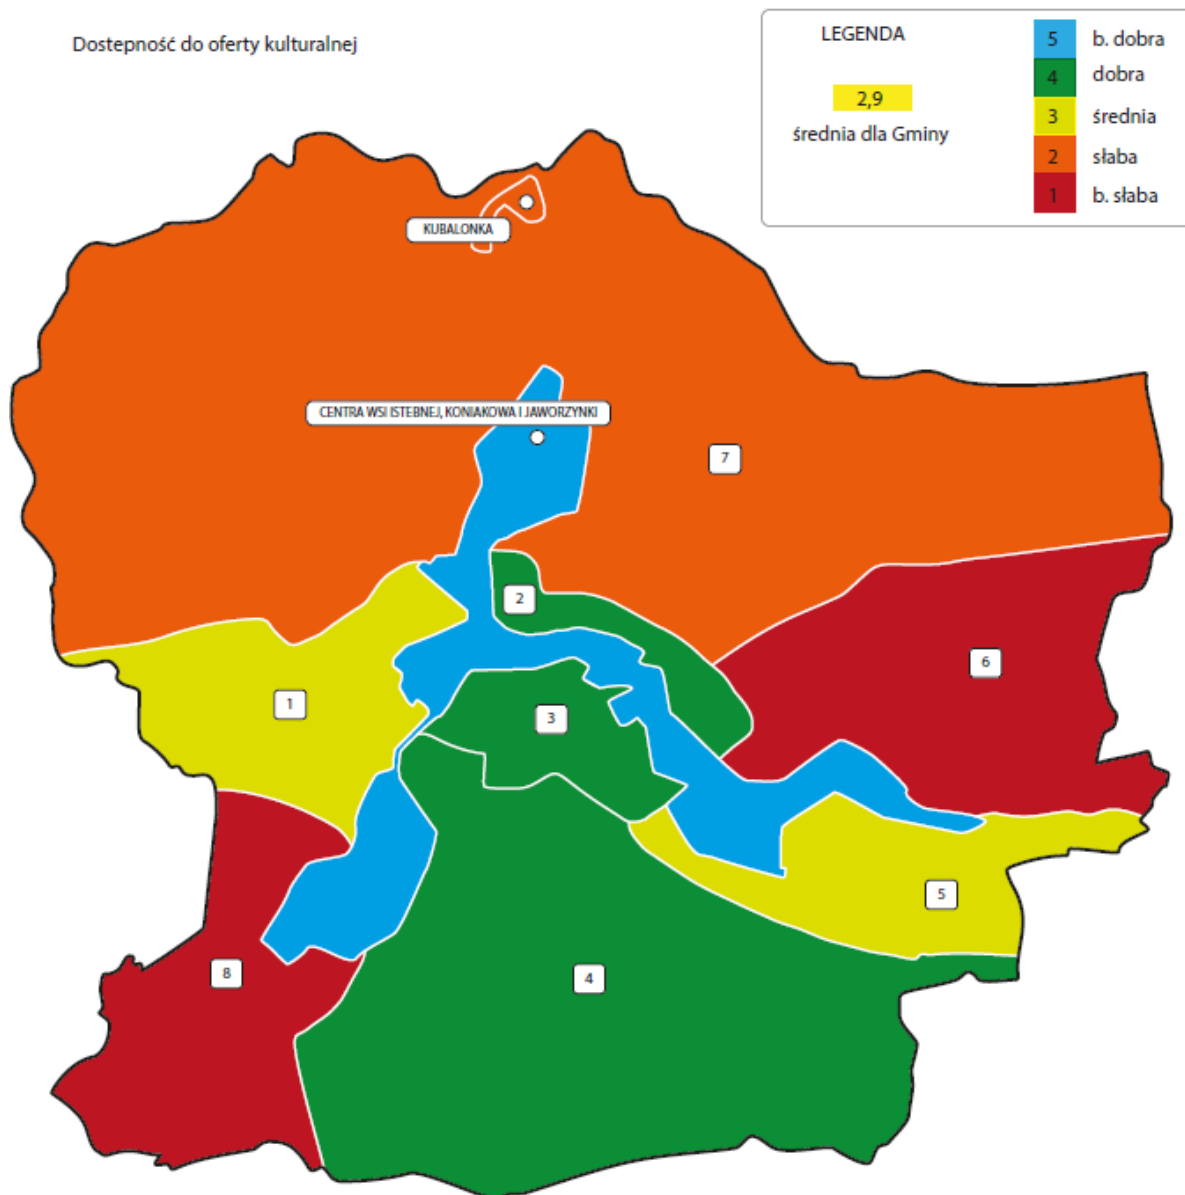 Dostepność do oferty kulturalnej
LEGENDA
2,9
średnia dla Gminy
5 b. dobra
4 dobra
3 średnia
2 słaba
1 b. słaba
KUBALONKA
CENTRA WSI ISTEBNEJ, KONIAKOWA I JAWORZYNKI
7
2
6
1
3
5
8
4